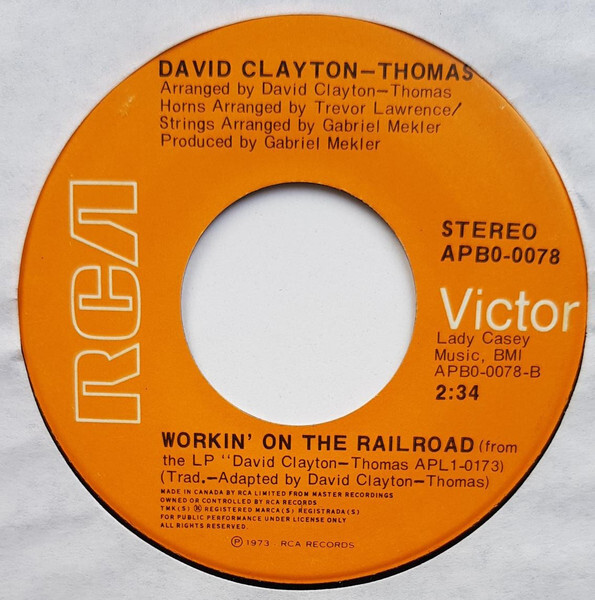 DAVID CLAYTON-THOMAS
Arranged by David Clayton-Thomas
Horns Arranged by Trevor Lawrence/
Strings Arranged by Gabriel Mekler
Produced by Gabriel Mekler
RCA
STEREO
APB0-0078
Victor
Lady Casey
Music, BMI
APB0-0078-B
2:34
WORKIN' ON THE RAILROAD (from
the LP "David Clayton-Thomas APL1-0173)
(Trad.-Adapted by David Clayton-Thomas)
MADE IN CANADA BY RCA LIMITED FROM MASTER RECORDINGS
OWNED OR CONTROLLED BY RCA RECORDS
TMK(S) ® REGISTERED MARCA(S) REGISTRADA(S)
FOR PUBLIC PERFORMANCE UNDER LICENSE ONLY
ALL RIGHTS RESERVED.
℗ 1973 - RCA RECORDS